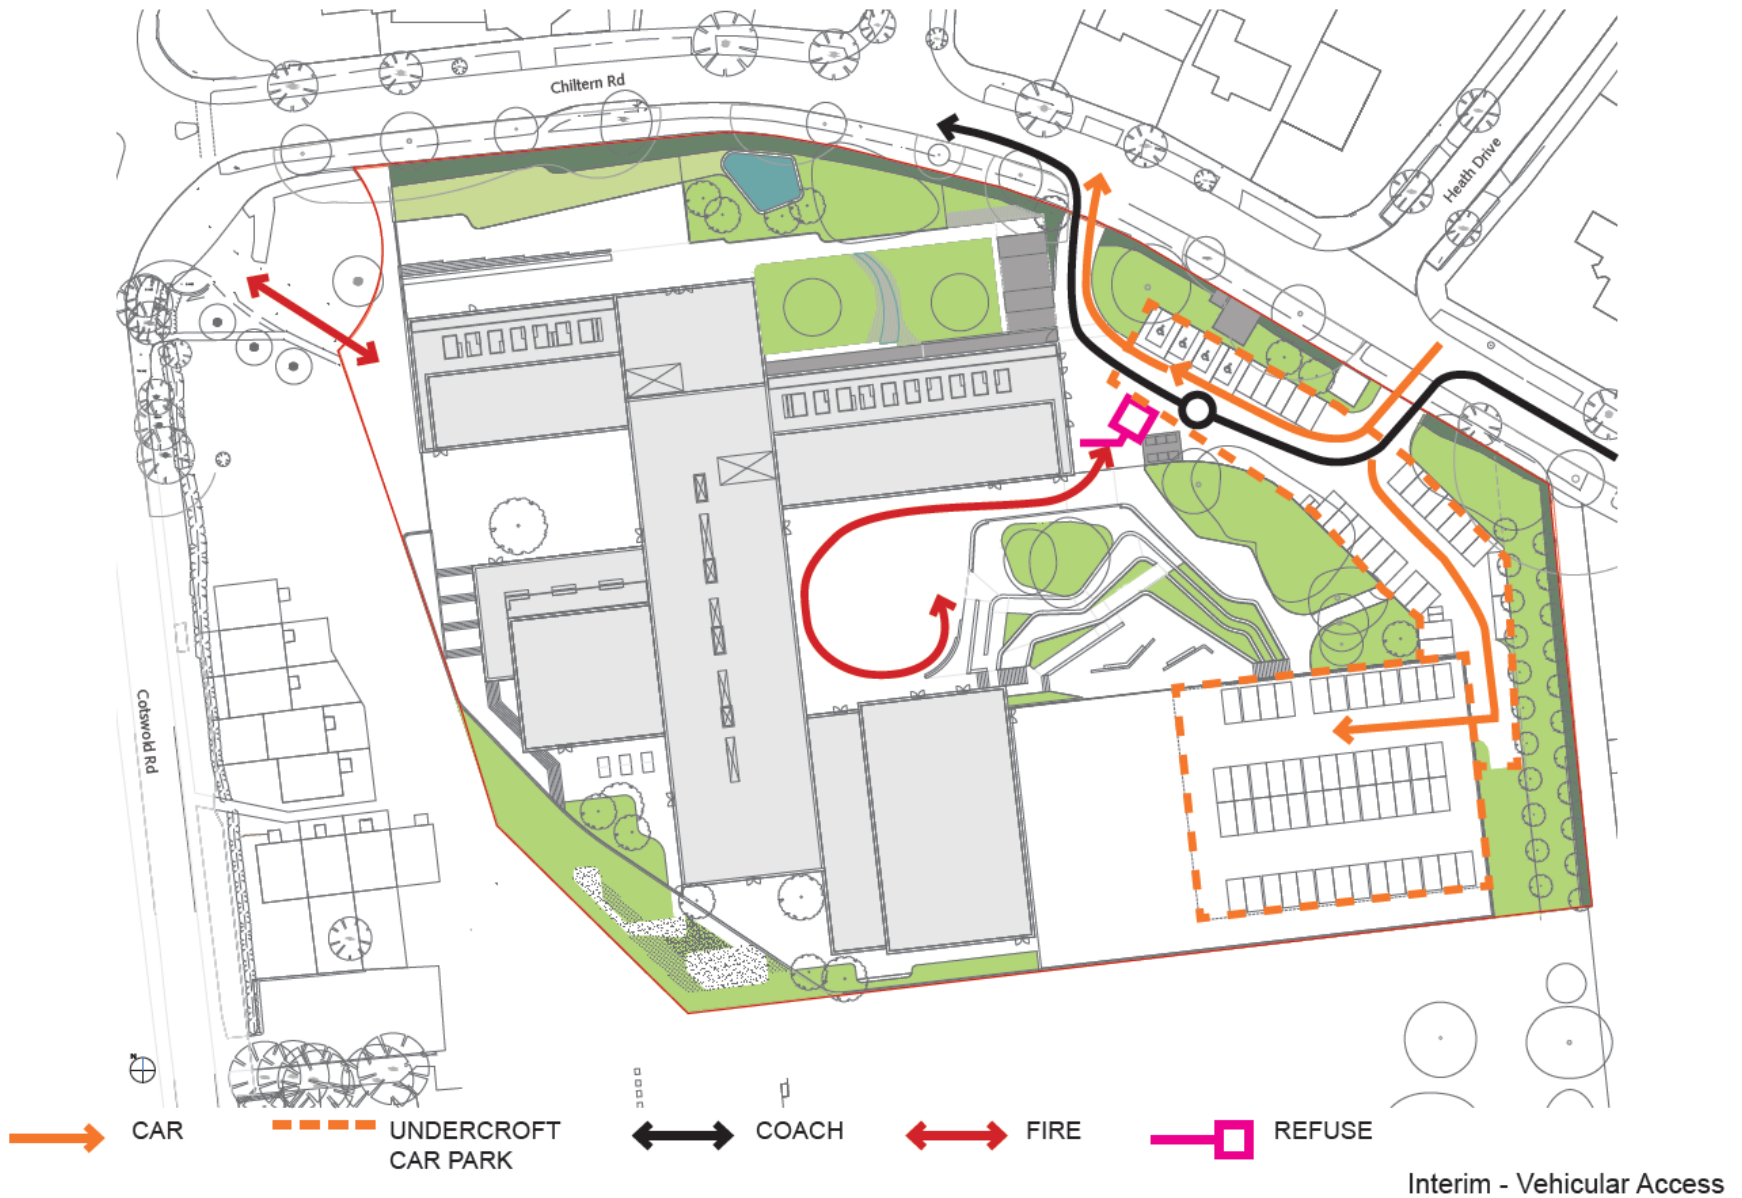 Chiltern Rd
Heath Drive
Cotswold Rd
N
CAR
UNDERCROFT
CAR PARK
COACH
FIRE
REFUSE
Interim - Vehicular Access